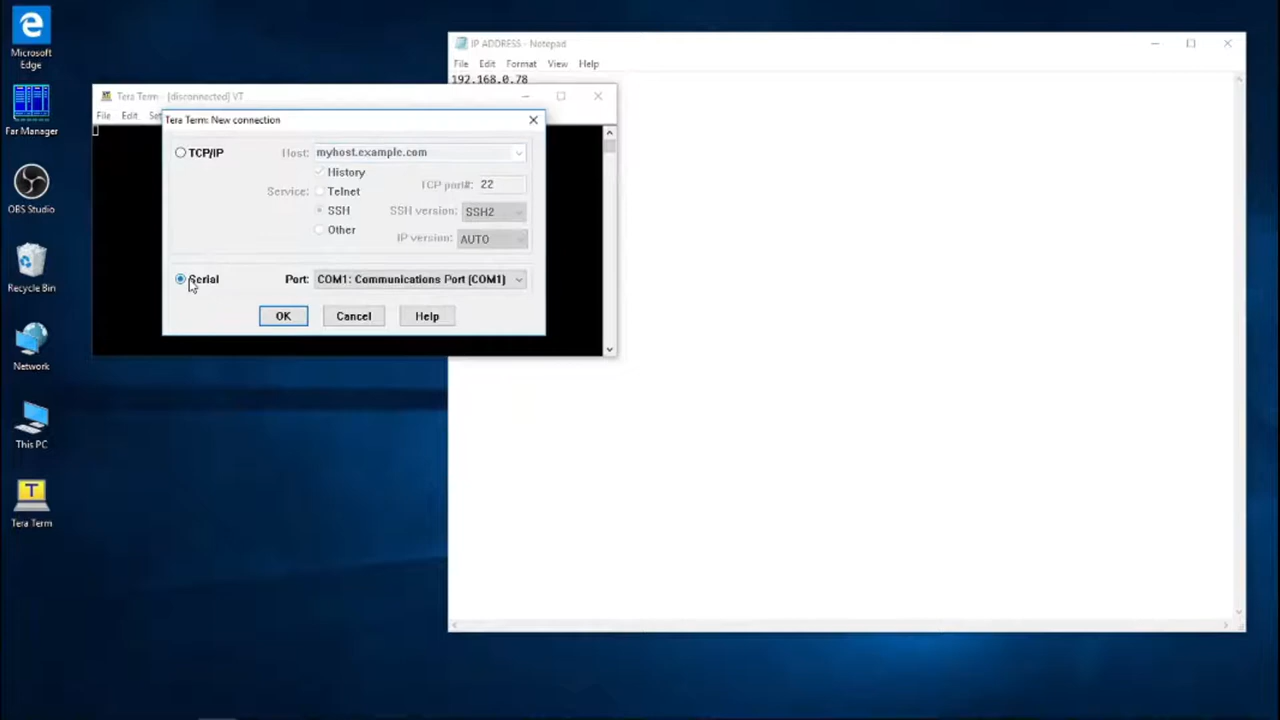 Microsoft
Edge
Far Manager
OBS Studio
Recycle Bin
Network
This PC
T
Tera Term
IP ADDRESS - Notepad
File Edit Format View Help
192.168.0.78
Tera Term - [disconnected] VT
File Edit Set
Tera Term: New connection
TCP/IP Host: myhost.example.com
History
Service: Telnet TCP port#: 22
SSH SSH version: SSH2
Other IP version: AUTO
Serial Port: COM1: Communications Port (COM1)
OK Cancel Help